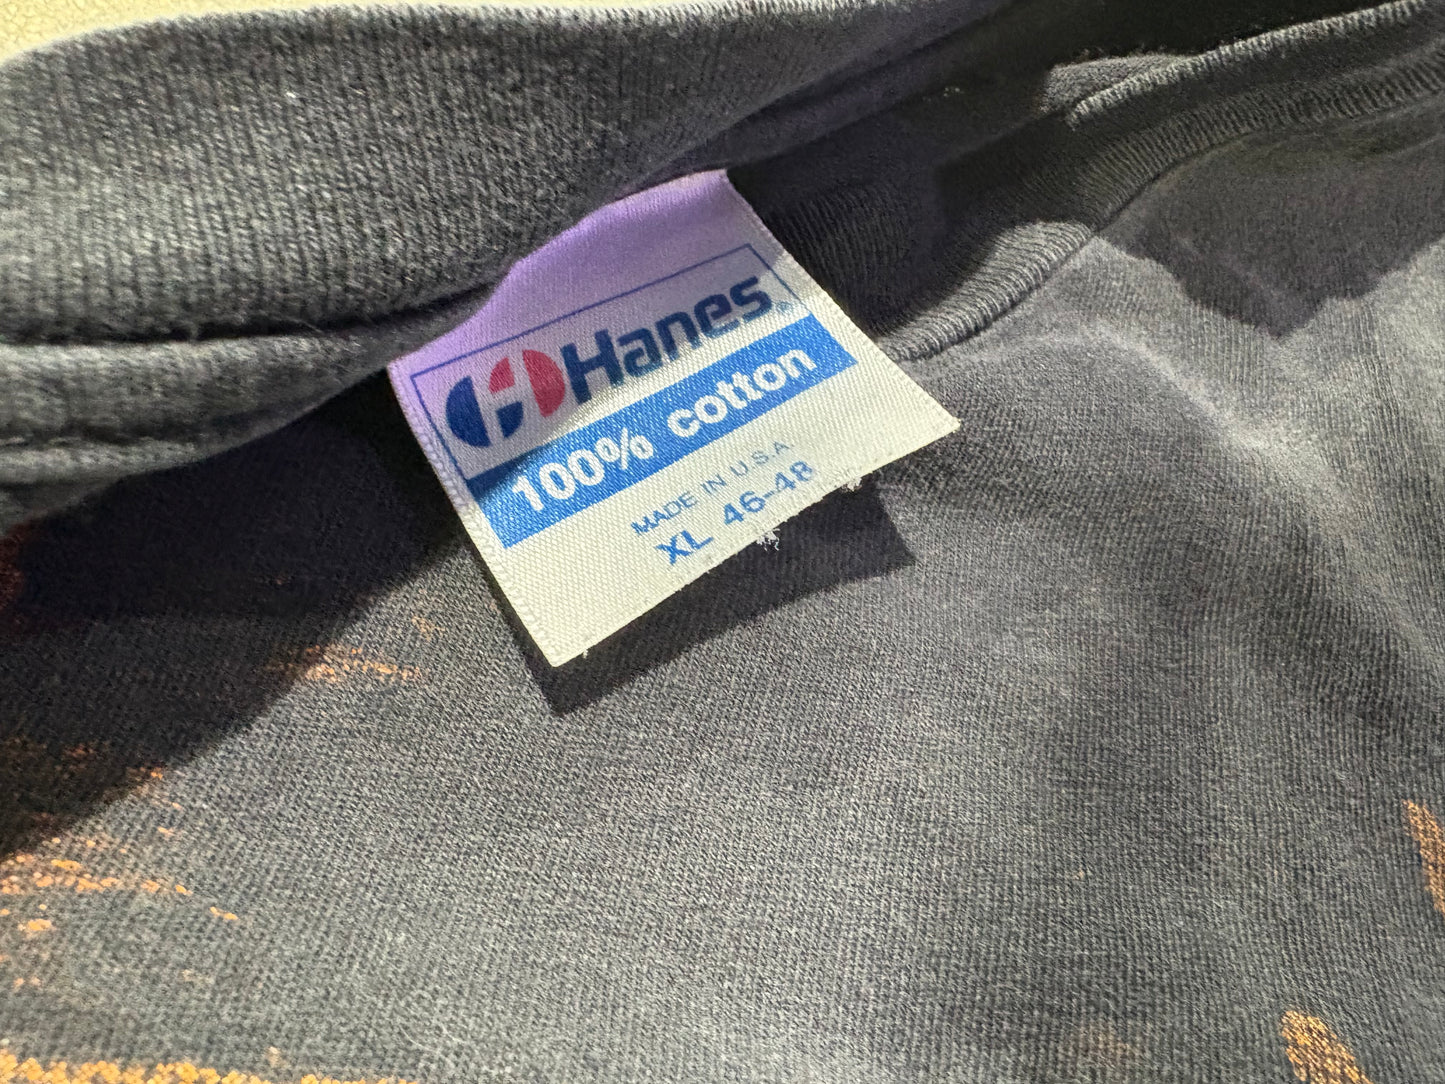 Hanes®
100% cotton
MADE IN U.S.A
XL 46-48